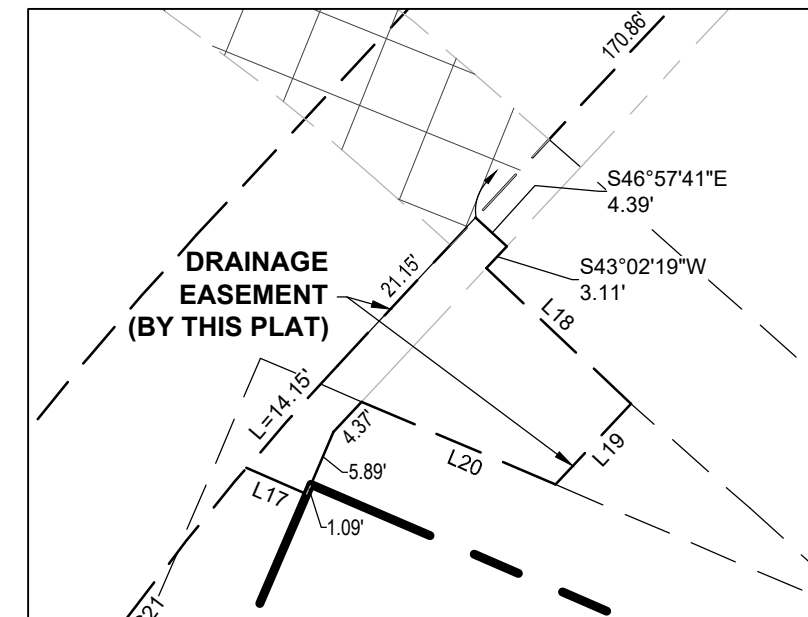 170.86'
S46°57'41"E
4.39'
S43°02'19"W
3.11'
DRAINAGE
EASEMENT
(BY THIS PLAT)
21.15'
L18
L=14.15'
4.37'
L20
L19
5.89'
L17
1.09'